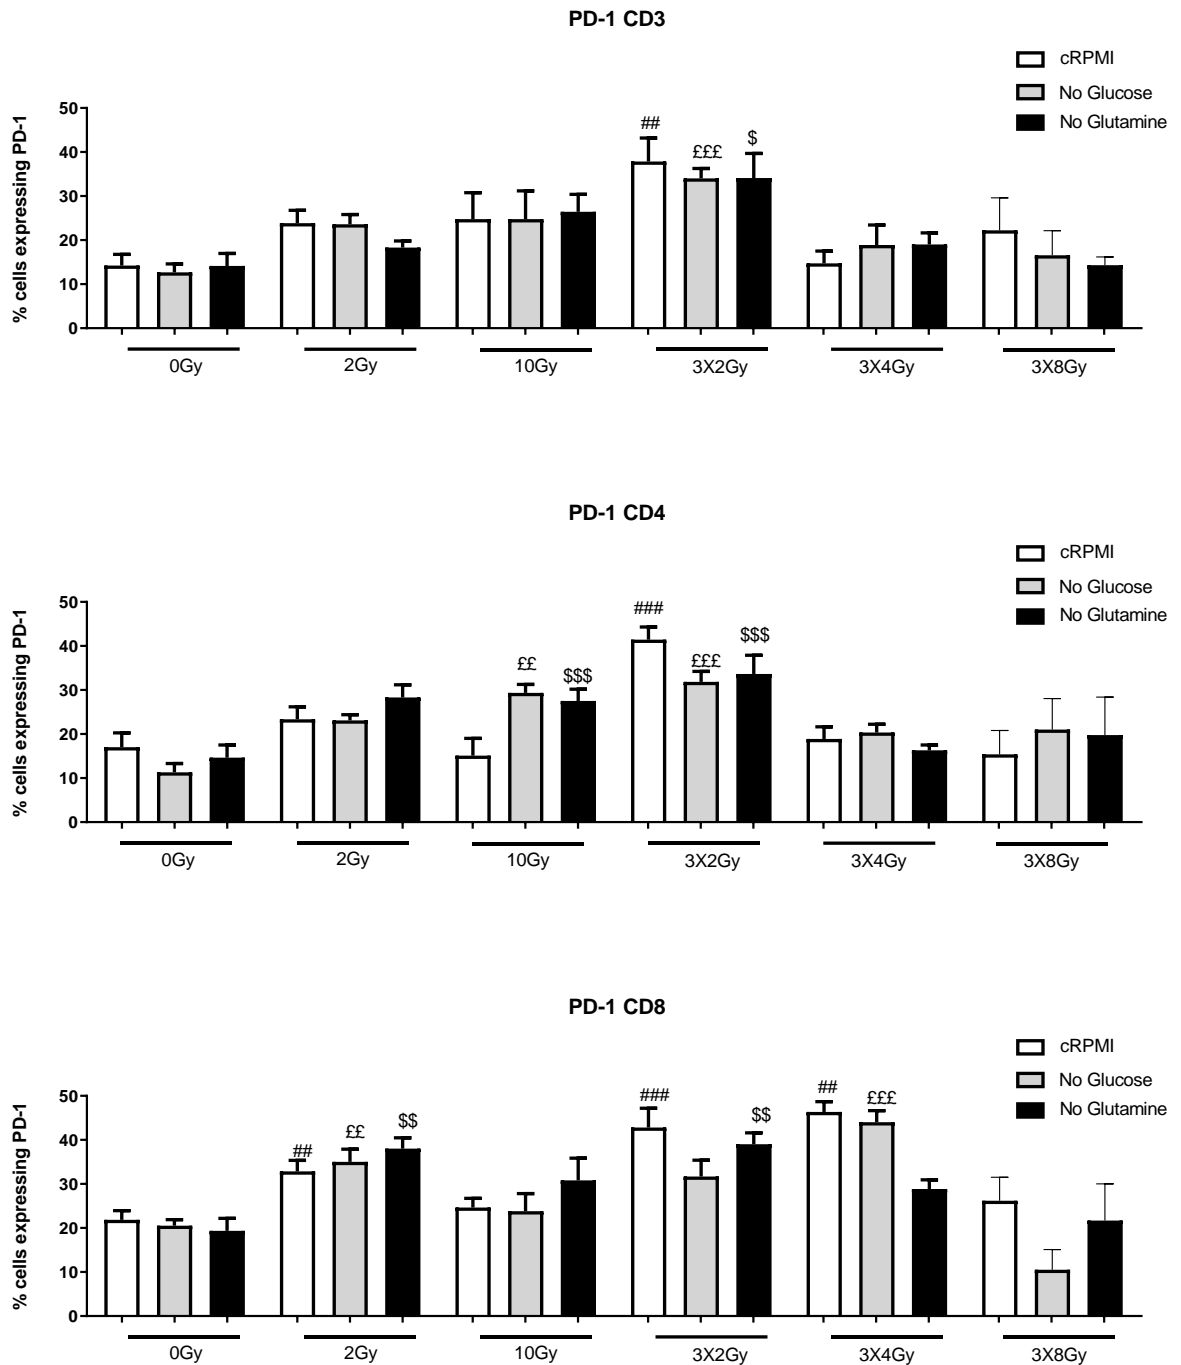 PD-1 CD3
cRPMI
No Glucose
No Glutamine
% cells expressing PD-1
50
40
30
20
10
0
## £££ $
0Gy 2Gy 10Gy 3X2Gy 3X4Gy 3X8Gy
PD-1 CD4
cRPMI
No Glucose
No Glutamine
% cells expressing PD-1
50
40
30
20
10
0
££ $$$ ### £££ $$$
0Gy 2Gy 10Gy 3X2Gy 3X4Gy 3X8Gy
PD-1 CD8
cRPMI
No Glucose
No Glutamine
% cells expressing PD-1
50
40
30
20
10
0
## ££ $$ ### $$ ## £££
0Gy 2Gy 10Gy 3X2Gy 3X4Gy 3X8Gy